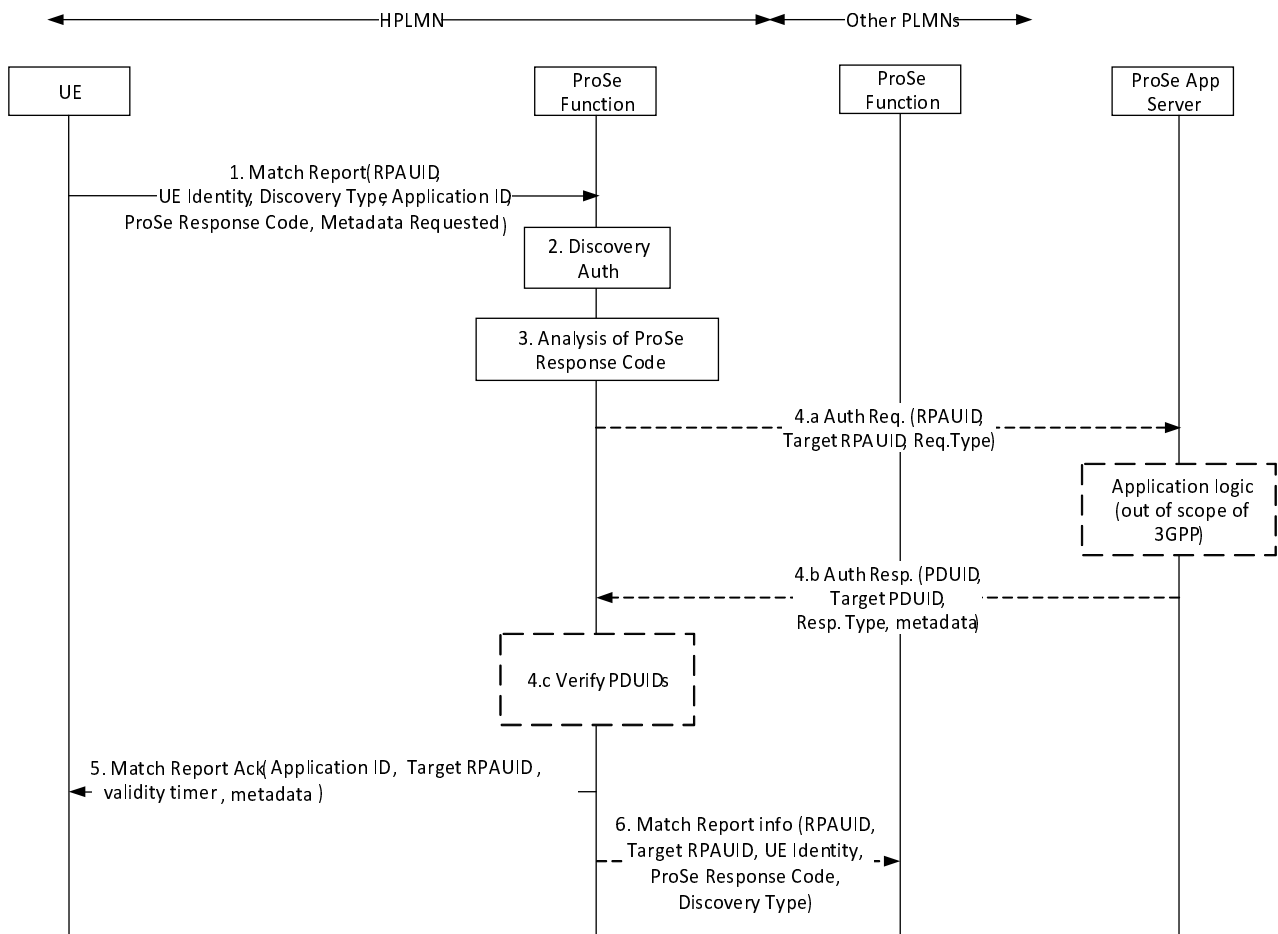 HPLMN
Other PLMNs
UE
ProSe
Function
ProSe
Function
ProSe App
Server
1. Match Report(RPAUID,
UE Identity, Discovery Type, Application ID,
ProSe Response Code, Metadata Requested)
2. Discovery
Auth
3. Analysis of ProSe
Response Code
4.a Auth Req. (RPAUID,
Target RPAUID, Req.Type)
Application logic
(out of scope of
3GPP)
4.b Auth Resp. (PDUID,
Target PDUID,
Resp. Type, metadata)
4.c Verify PDUIDs
5. Match Report Ack( Application ID, Target RPAUID ,
validity timer , metadata )
6. Match Report info (RPAUID,
Target RPAUID, UE Identity,
ProSe Response Code,
Discovery Type)